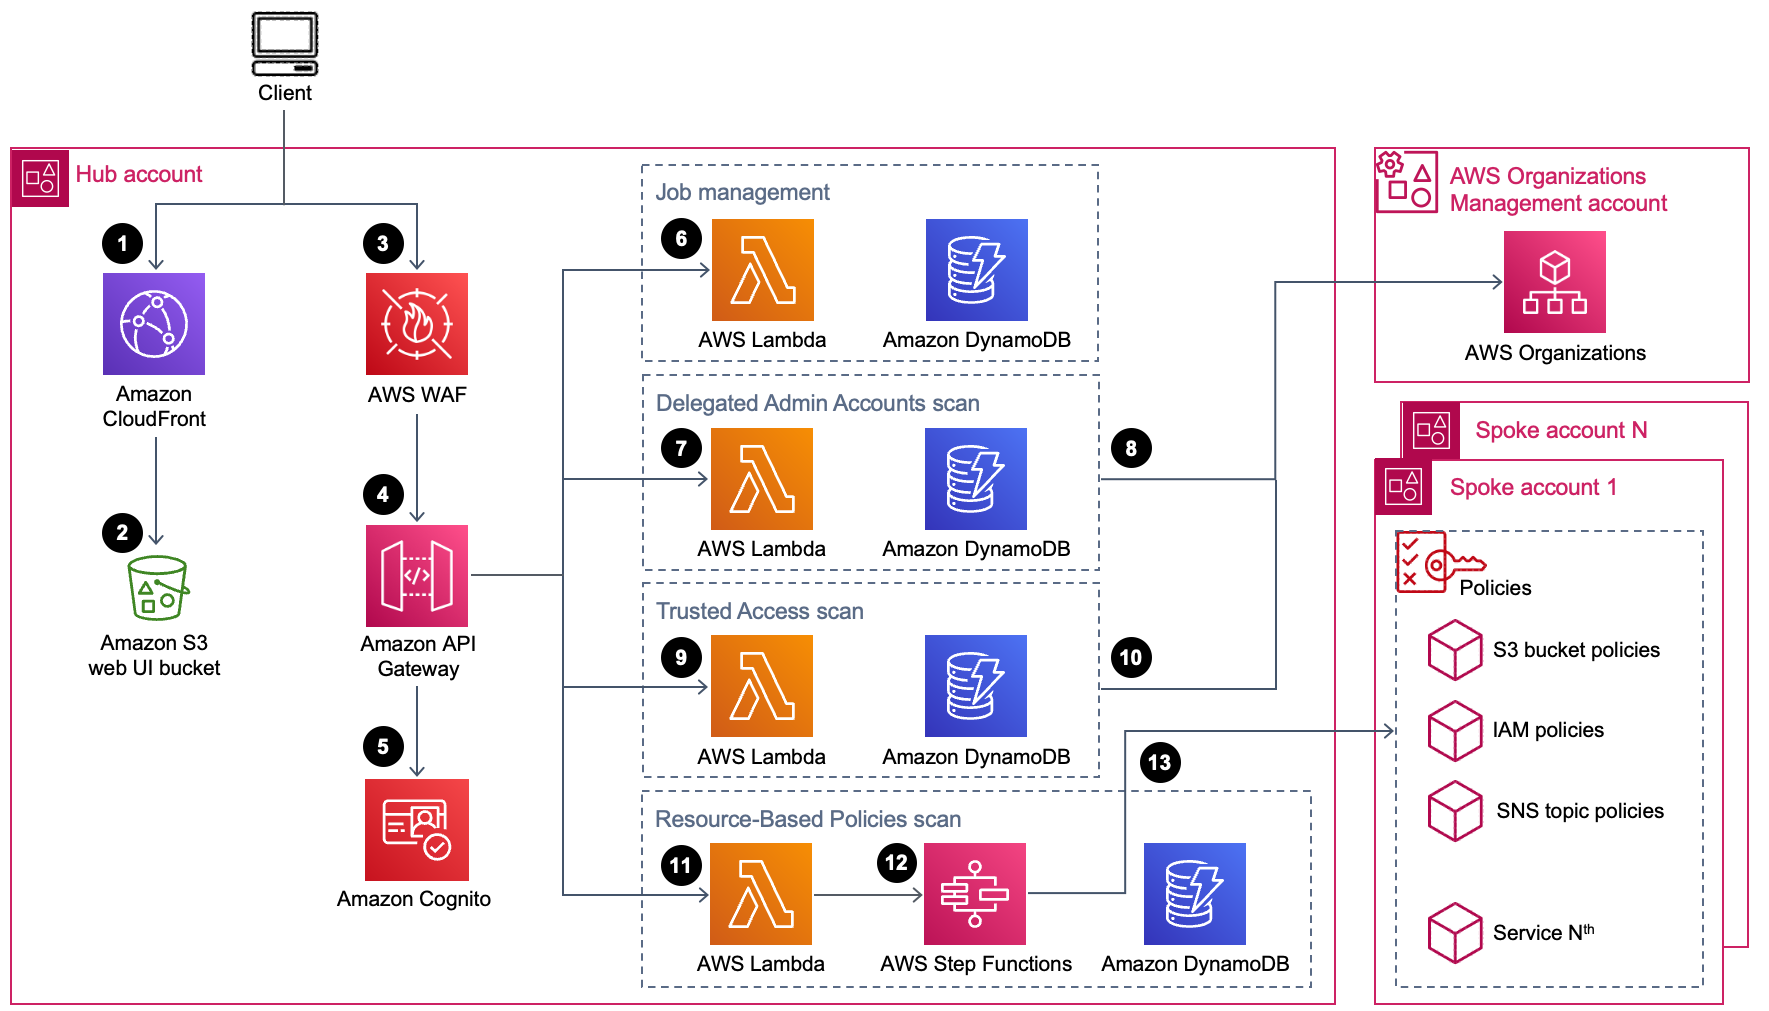 Client
Hub account
1
Amazon
CloudFront
2
Amazon S3
web UI bucket
3
AWS WAF
4
Amazon API
Gateway
5
Amazon Cognito
Job management
6
AWS Lambda
Amazon DynamoDB
Delegated Admin Accounts scan
7
AWS Lambda
Amazon DynamoDB
8
Trusted Access scan
9
AWS Lambda
Amazon DynamoDB
10
Resource-Based Policies scan
11
AWS Lambda
12
AWS Step Functions
Amazon DynamoDB
13
AWS Organizations
Management account
AWS Organizations
Spoke account N
Spoke account 1
Policies
S3 bucket policies
IAM policies
SNS topic policies
Service Nth